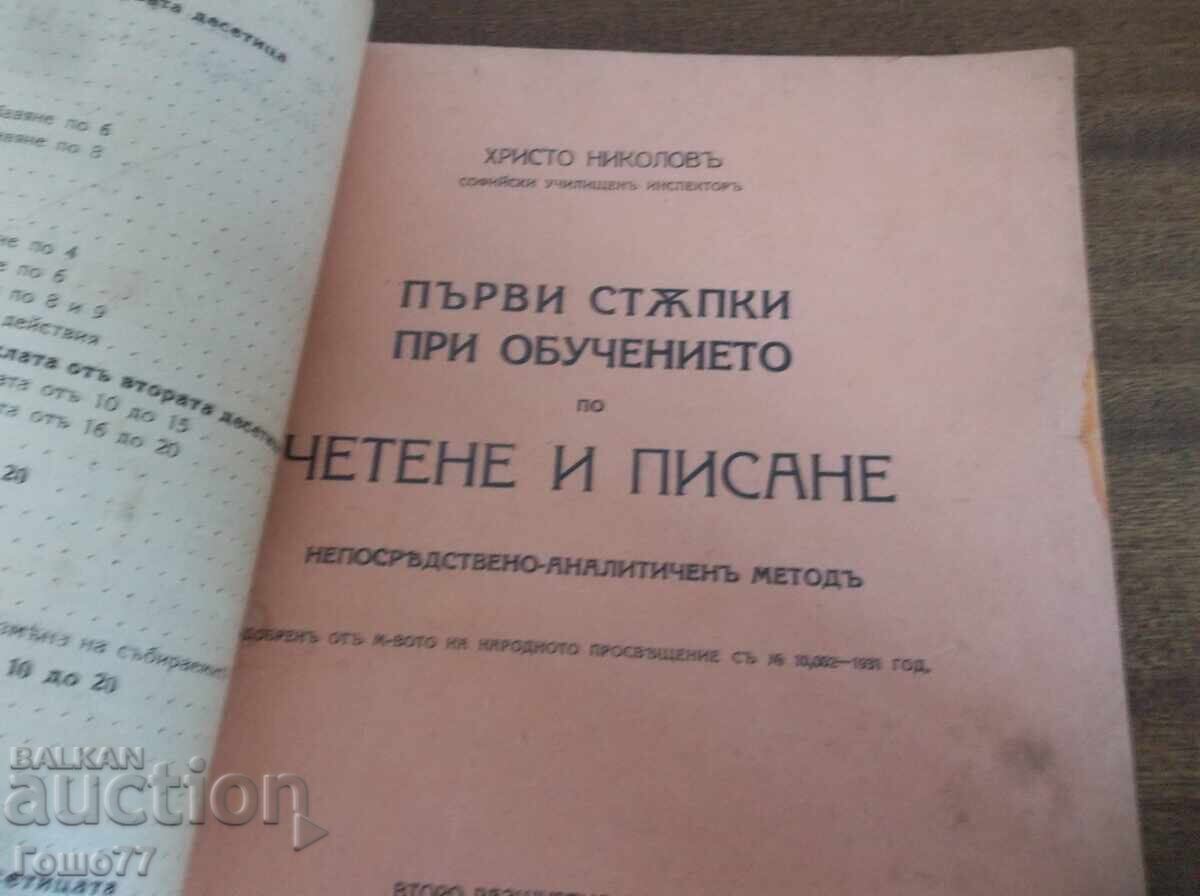 десетица
по 6
по 8
по 4
по 6
по 8 и 9
действия
отъ втората
отъ 10 до 15
отъ 16 до 20
20
на събиране
10 до 20
ХРИСТО НИКОЛОВЪ
СОФИЙСКИ УЧИЛИЩЕНЪ ИНСПЕКТОРЪ
ПЪРВИ СТѪПКИ
ПРИ ОБУЧЕНИЕТО
ПО
ЧЕТЕНЕ И ПИСАНЕ
НЕПОСРѢДСТВЕНО-АНАЛИТИЧЕНЪ МЕТОДЪ
ОТЪ М-ВОТО НА НАРОДНОТО ПРОСВѢЩЕНИЕ СЪ № 10,082—1931 ГОД.
ВТОРО
BALKAN
auction
Гошо77